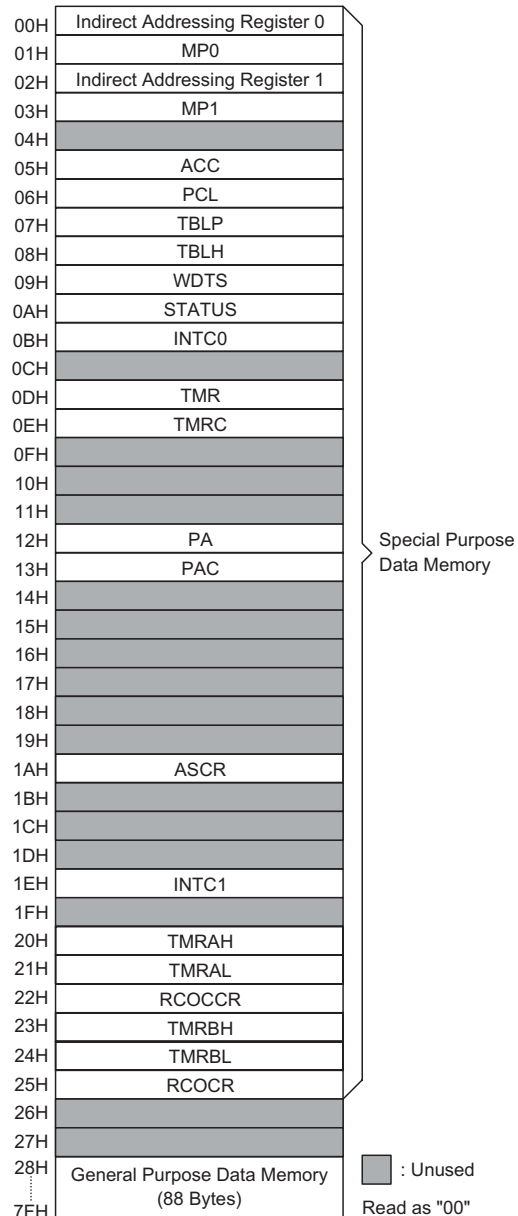 00H Indirect Addressing Register 0
01H MP0
02H Indirect Addressing Register 1
03H MP1
04H
05H ACC
06H PCL
07H TBLP
08H TBLH
09H WDTS
0AH STATUS
0BH INTC0
0CH
0DH TMR
0EH TMRC
0FH
10H
11H
12H PA
13H PAC
14H
15H
16H
17H
18H
19H
1AH ASCR
1BH
1CH
1DH
1EH INTC1
1FH
20H TMRAH
21H TMRAL
22H RCOCCR
23H TMRBH
24H TMRBL
25H RCOCR
26H
27H
28H General Purpose Data Memory
(88 Bytes)
7FH
Special Purpose
Data Memory
: Unused
Read as "00"